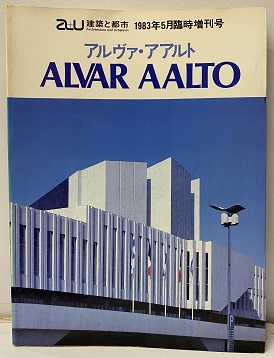 a+u 建築と都市 1983年5月臨時増刊号
Architecture and Urbanism
アルヴァ・アアルト
ALVAR AALTO